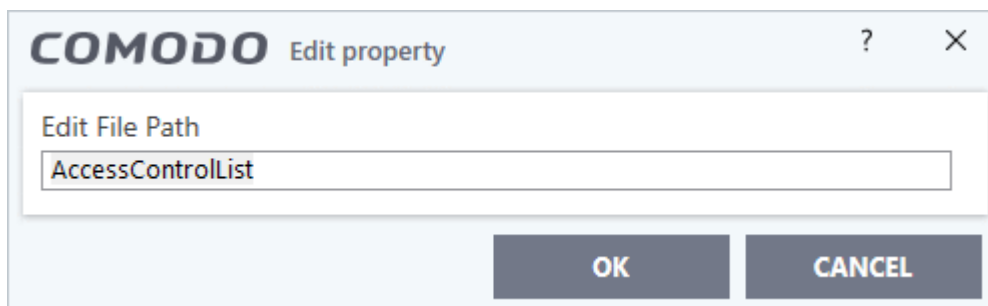 COMODO Edit property ? ×
Edit File Path
AccessControlList
OK CANCEL